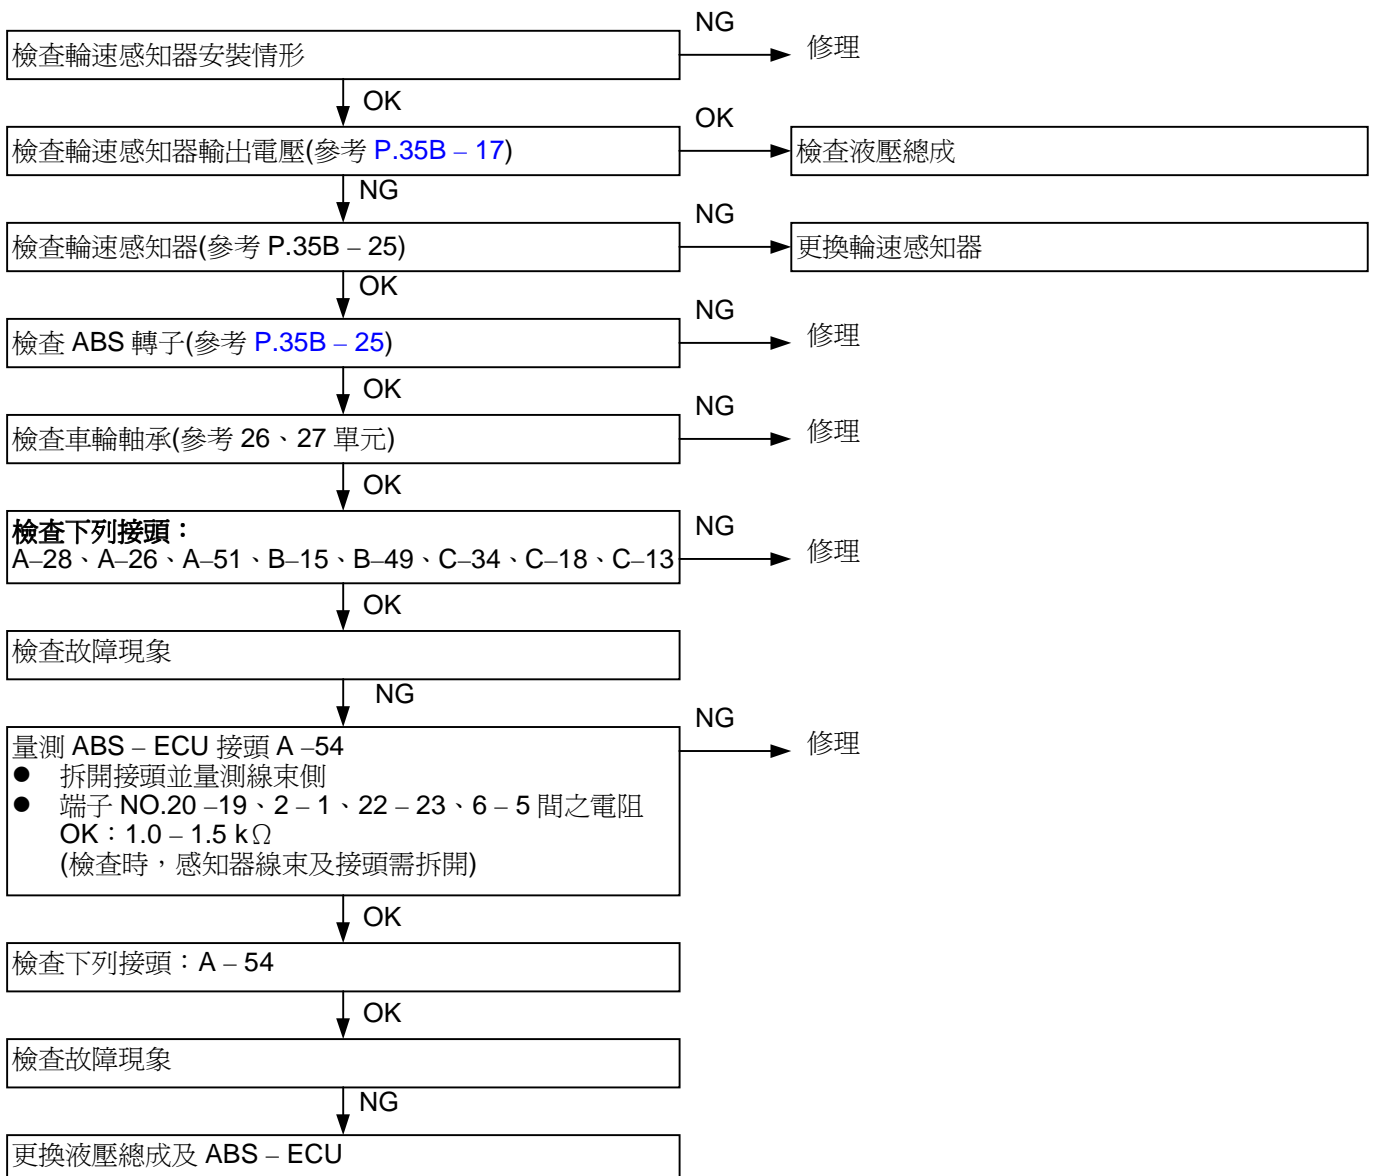 NG
檢查輪速感知器安裝情形
修理
OK
OK
檢查輪速感知器輸出電壓(參考 P.35B – 17)
檢查液壓總成
NG
NG
檢查輪速感知器(參考 P.35B – 25)
更換輪速感知器
OK
NG
檢查 ABS 轉子(參考 P.35B – 25)
修理
OK
NG
檢查車輪軸承(參考 26、27 單元)
修理
OK
NG
檢查下列接頭：
A–28、A–26、A–51、B–15、B–49、C–34、C–18、C–13
修理
OK
檢查故障現象
NG
NG
量測 ABS – ECU 接頭 A –54
修理
● 拆開接頭並量測線束側
● 端子 NO.20 –19、2 – 1、22 – 23、6 – 5 間之電阻
OK：1.0 – 1.5 kΩ
(檢查時，感知器線束及接頭需拆開)
OK
檢查下列接頭：A – 54
OK
檢查故障現象
NG
更換液壓總成及 ABS – ECU